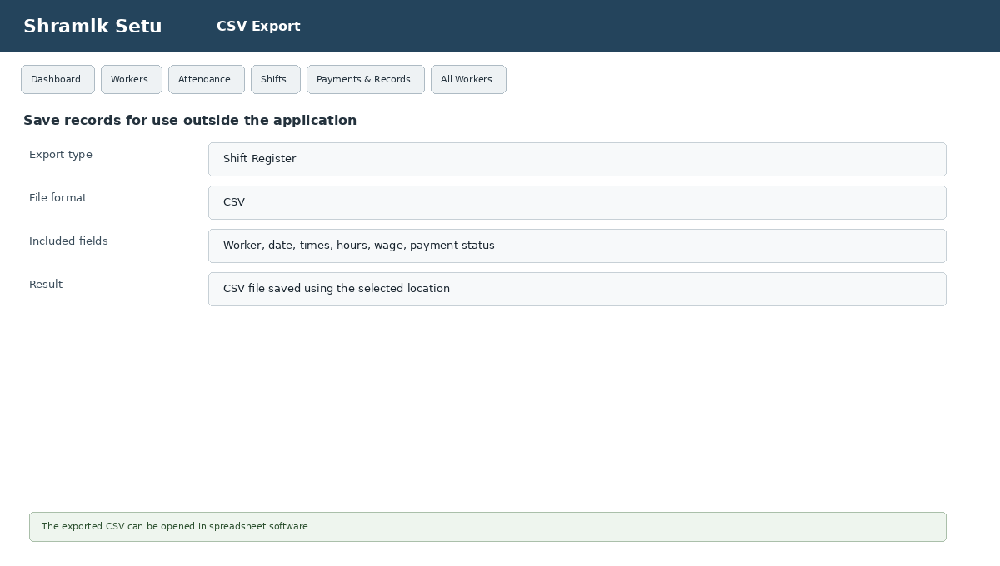 Shramik Setu CSV Export
Dashboard Workers Attendance Shifts Payments & Records All Workers
Save records for use outside the application
Export type Shift Register
File format CSV
Included fields Worker, date, times, hours, wage, payment status
Result CSV file saved using the selected location
The exported CSV can be opened in spreadsheet software.